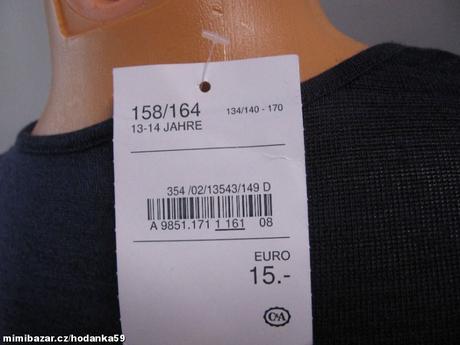 158/164 134/140 - 170
13-14 JAHRE
354 /02/13543/149 D
A 9851.171 1 161 08
EURO
15.-
C&A
mimibazar.cz/hodanka59